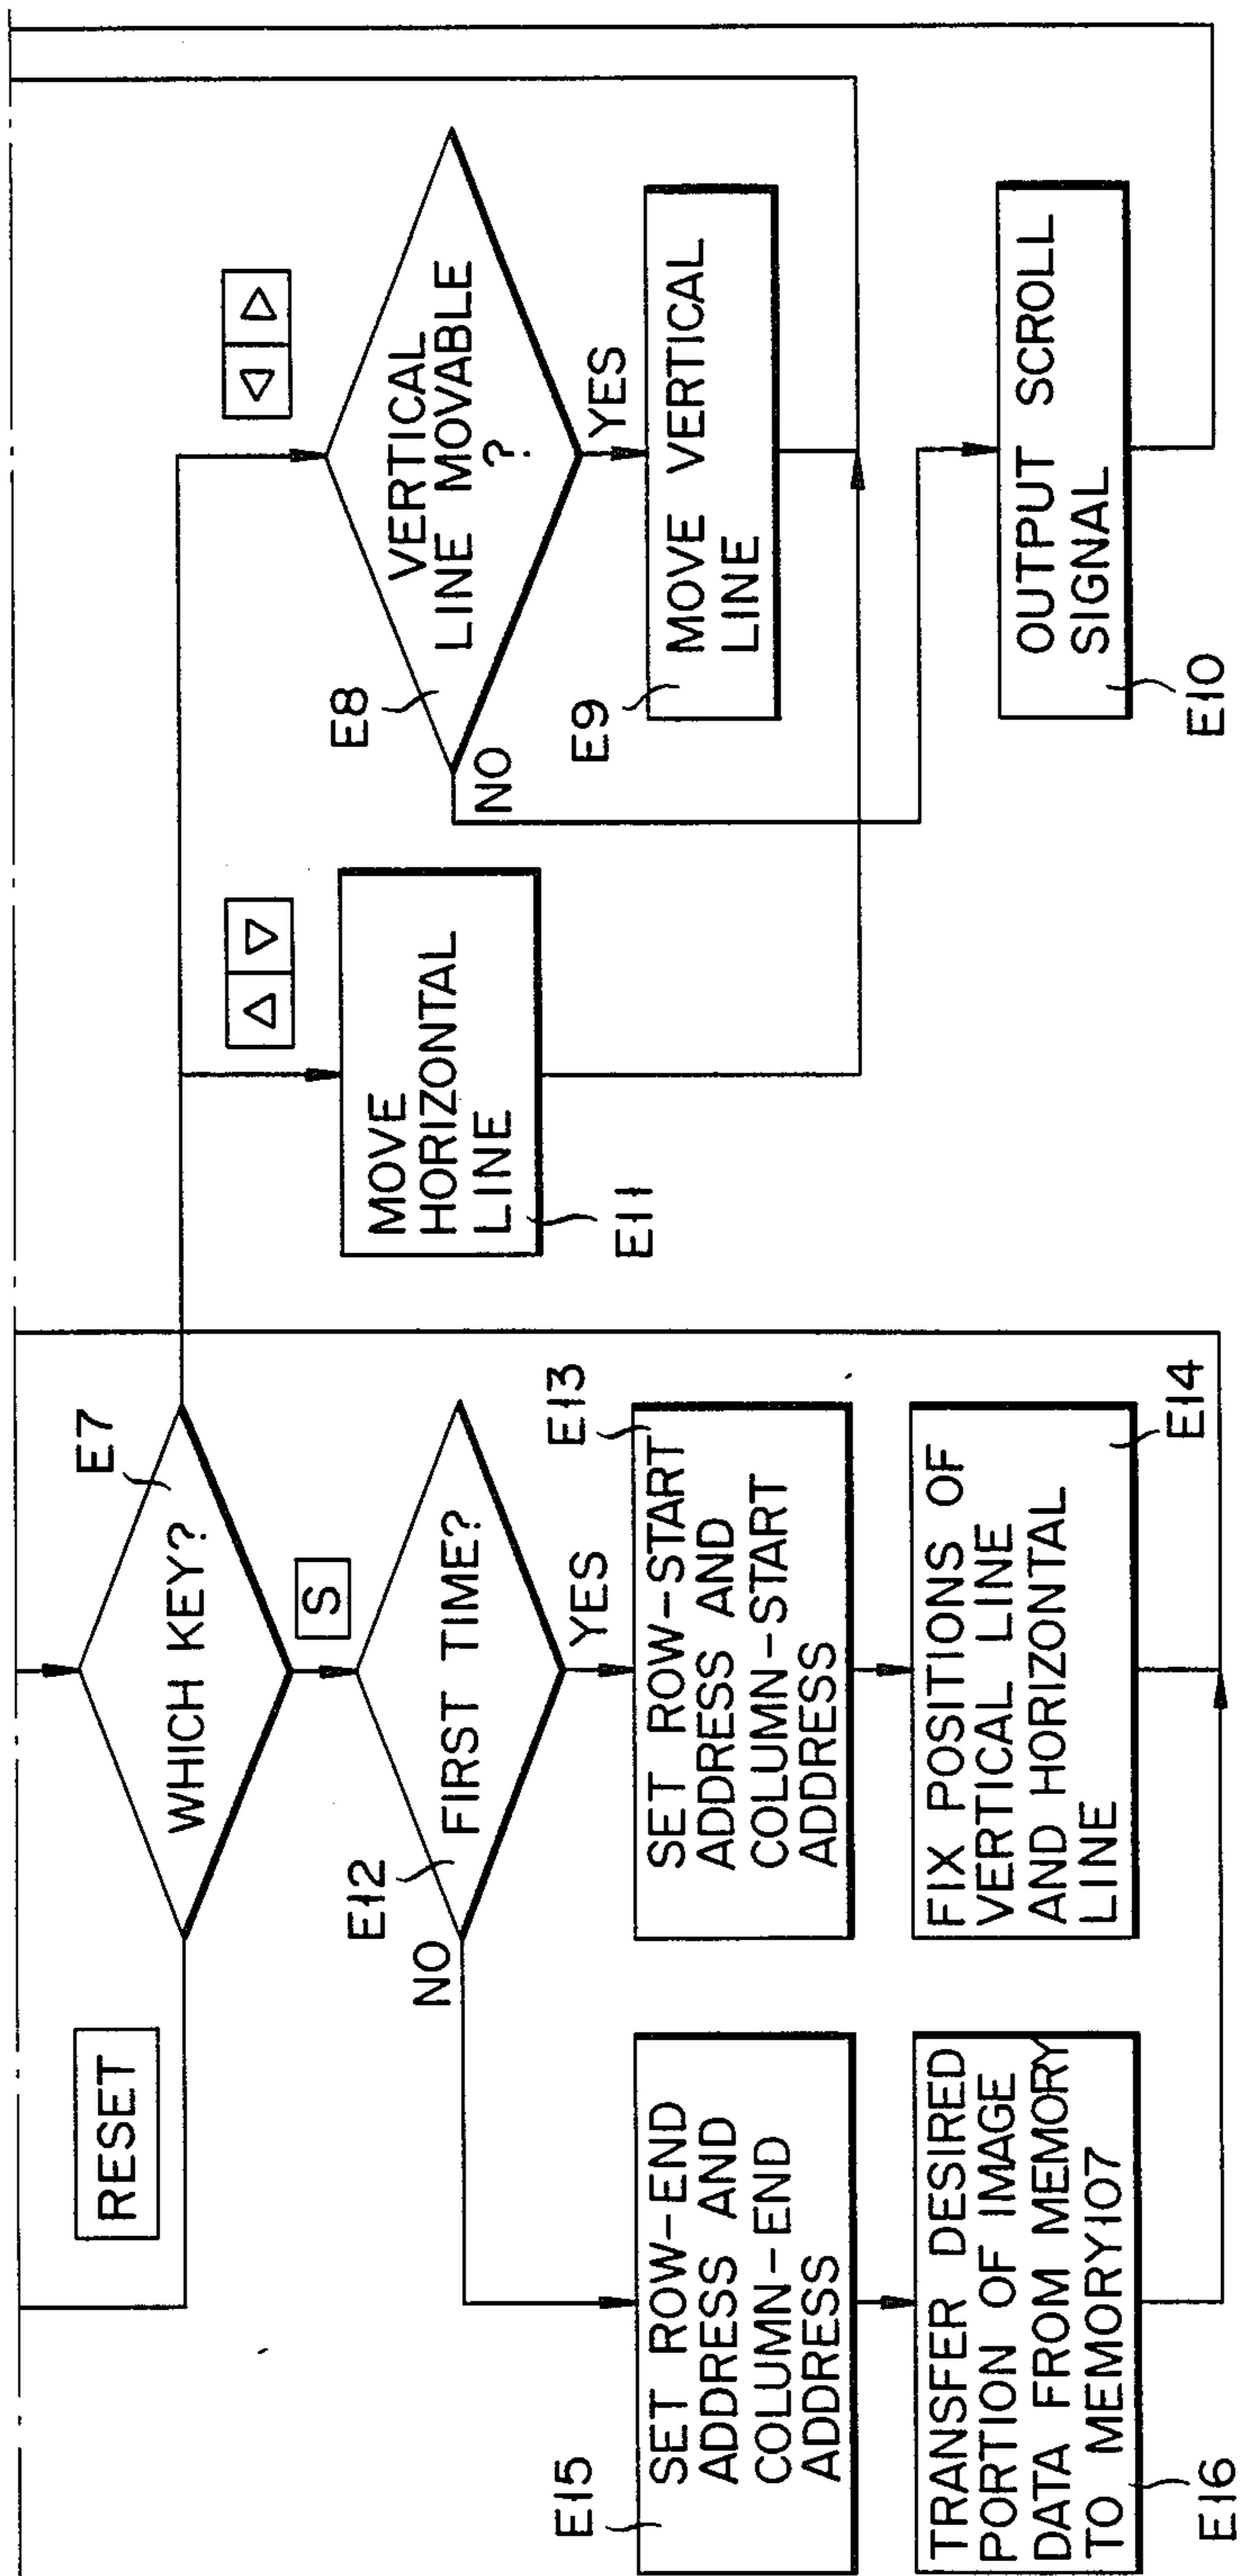 E7
WHICH KEY?
RESET
S
E12
FIRST TIME?
NO
YES
E13
SET ROW-START
ADDRESS AND
COLUMN-START
ADDRESS
FIX POSITIONS OF
VERTICAL LINE
AND HORIZONTAL
LINE
E14
E15
SET ROW-END
ADDRESS AND
COLUMN-END
ADDRESS
TRANSFER DESIRED
PORTION OF IMAGE
DATA FROM MEMORY
TO MEMORY107
E16
MOVE
HORIZONTAL
LINE
E11
E8
VERTICAL
LINE MOVABLE
?
NO
YES
E9
MOVE VERTICAL
LINE
OUTPUT SCROLL
SIGNAL
E10